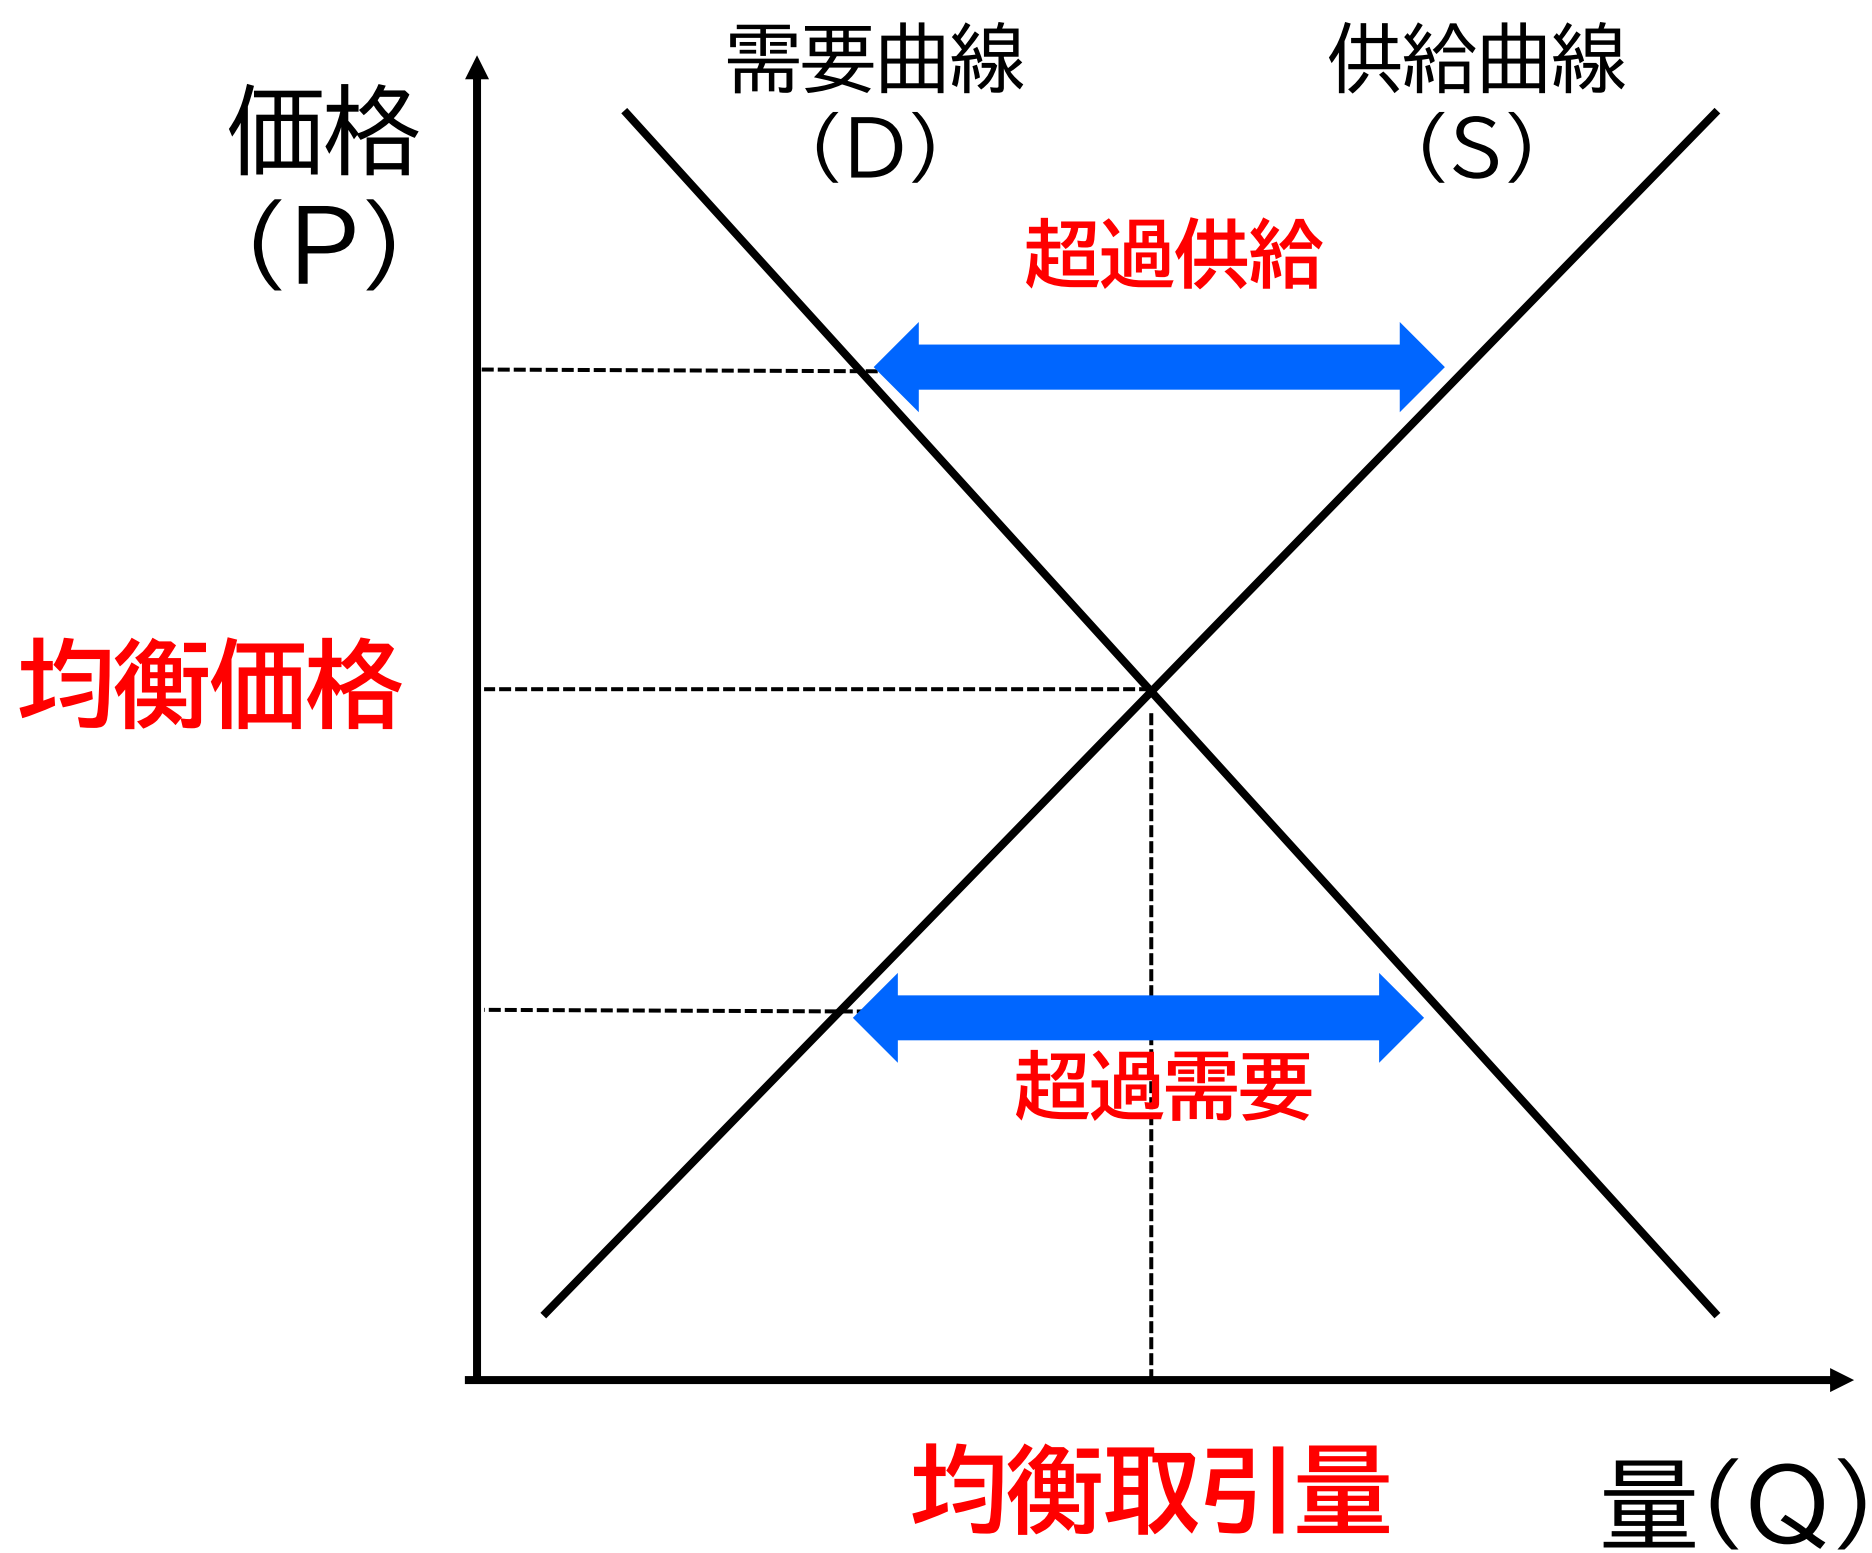 需要曲線
（D）
供給曲線
（S）
価格
（P）
超過供給
均衡価格
超過需要
均衡取引量
量（Q）